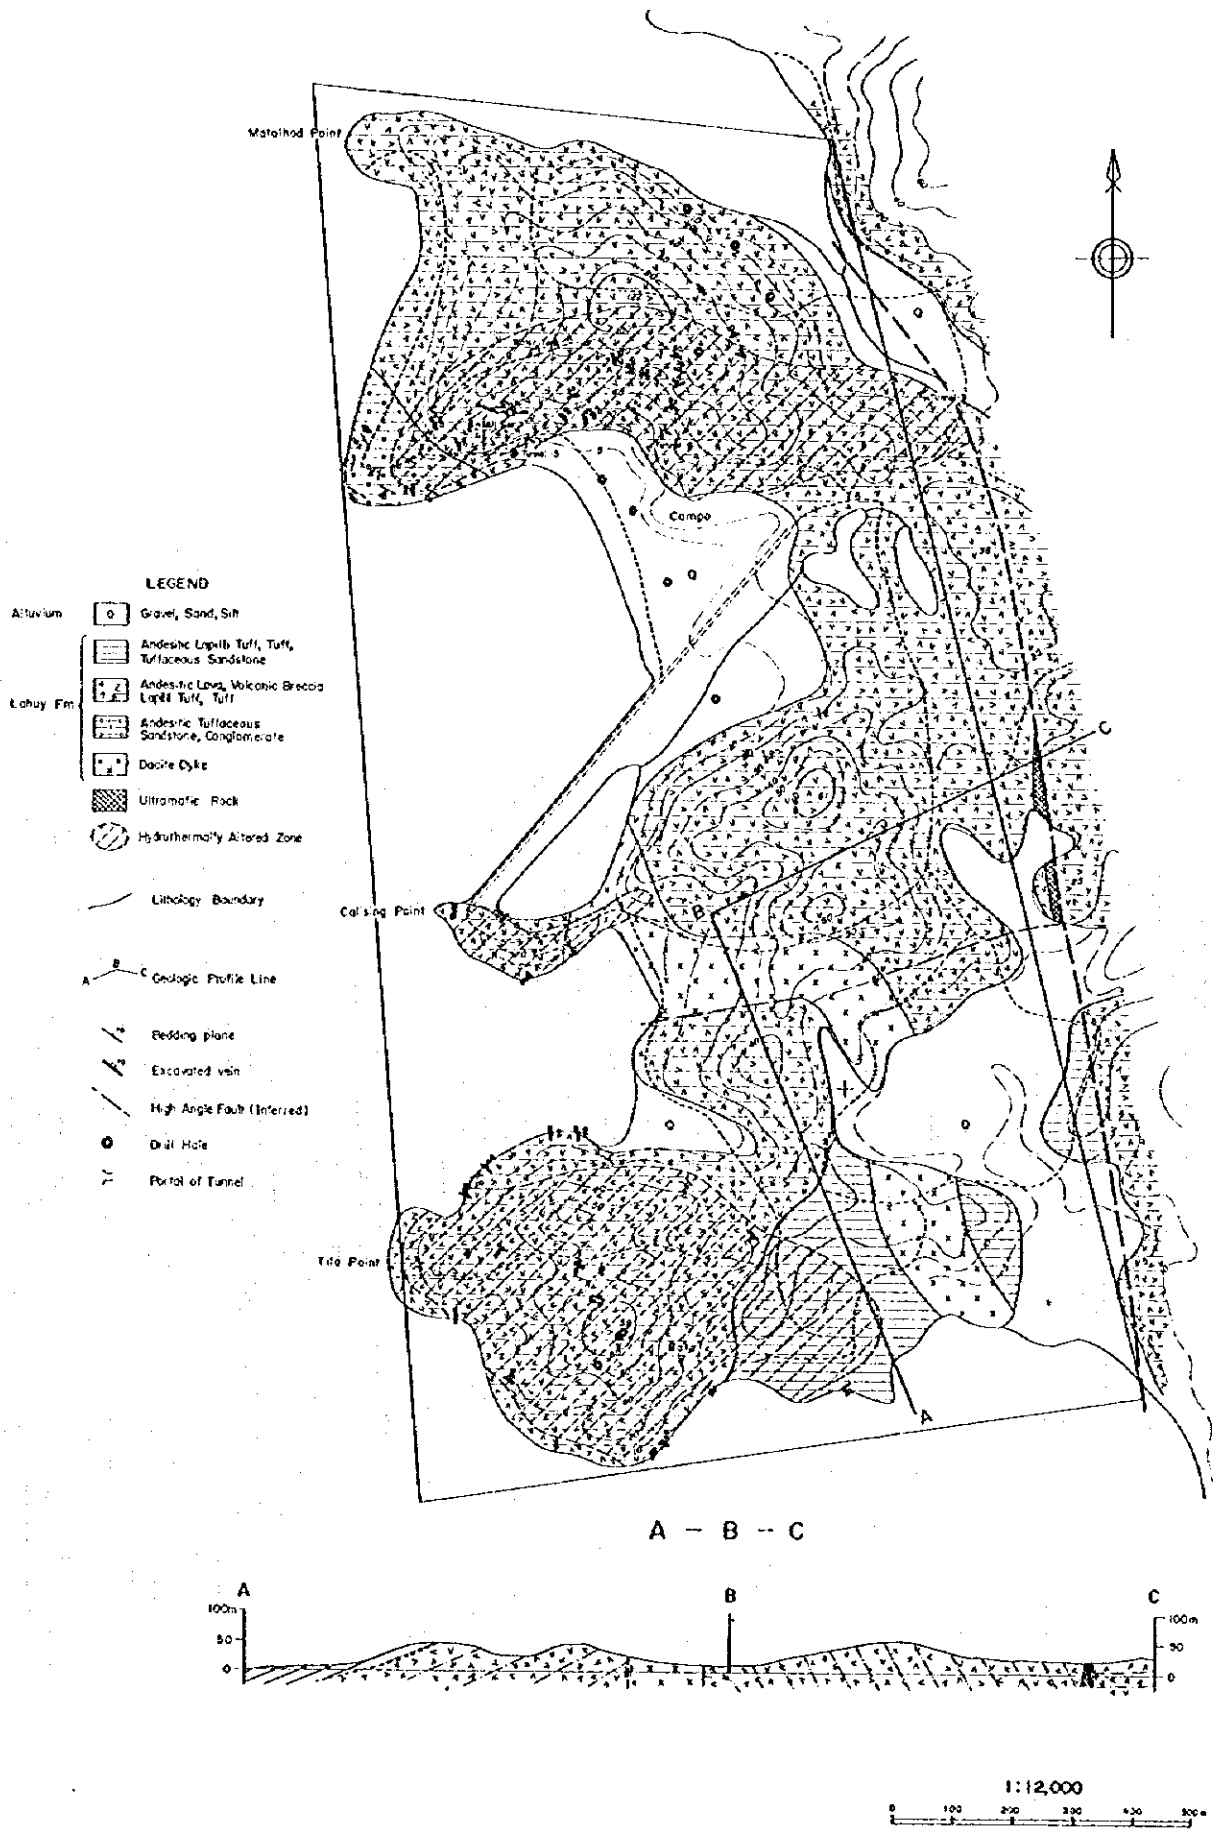 Matalhod Point
Campo
C
LEGEND
Alluvium
o Gravel, Sand, Silt
Andesitic Lapilli Tuff, Tuff,
Tuffaceous Sandstone
Lahuy Fm
Andesitic Lava, Volcanic Breccia
Lapilli Tuff, Tuff
Andesitic Tuffaceous
Sandstone, Conglomerate
Dacite Dyke
Ultramafic Rock
Hydrothermally Altered Zone
Lithology Boundary
Calising Point
B
A B C Geologic Profile Line
Bedding plane
Excavated vein
High Angle Fault (Inferred)
Drill Hole
Portal of Tunnel
Tita Point
A
A - B - C
A B C
100m 100m
50 50
0 0
1:12,000
0 100 200 300 400 500m